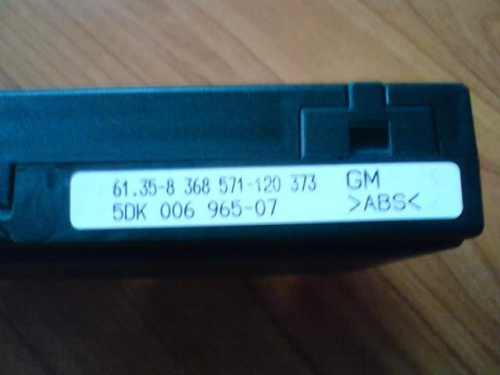 61.35-8 368 571-120 373 GM
5DK 006 965-07 >ABS<